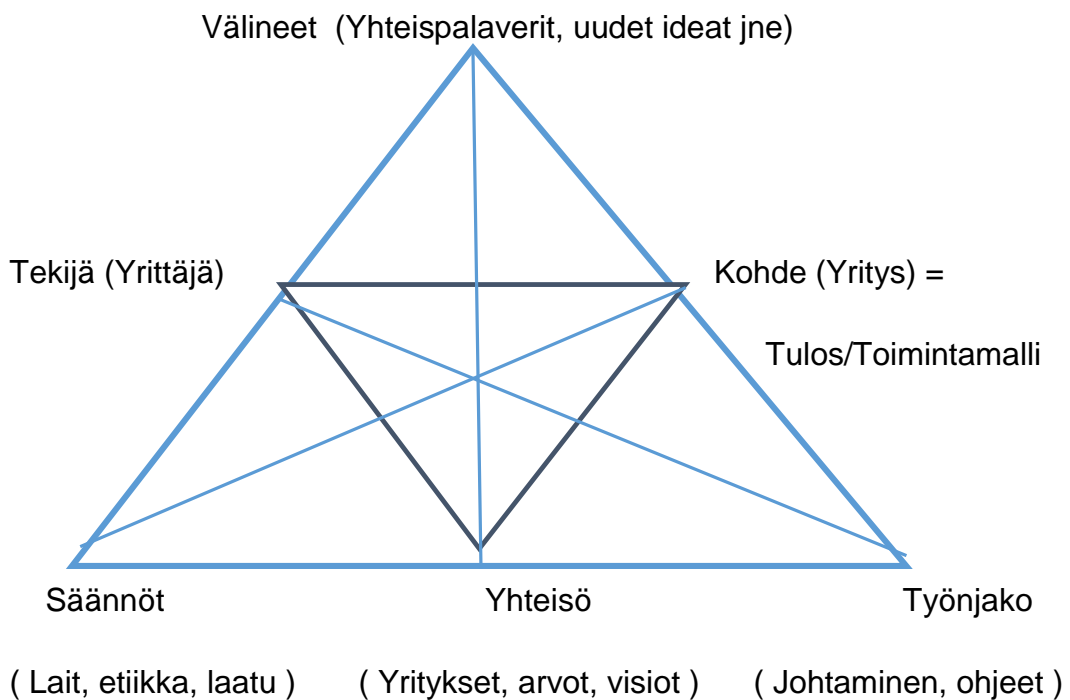 Välineet  (Yhteispalaverit, uudet ideat jne)
Tekijä (Yrittäjä)
Kohde (Yritys) =
Tulos/Toimintamalli
Säännöt
Yhteisö
Työnjako
( Lait, etiikka, laatu )
( Yritykset, arvot, visiot )
( Johtaminen, ohjeet )